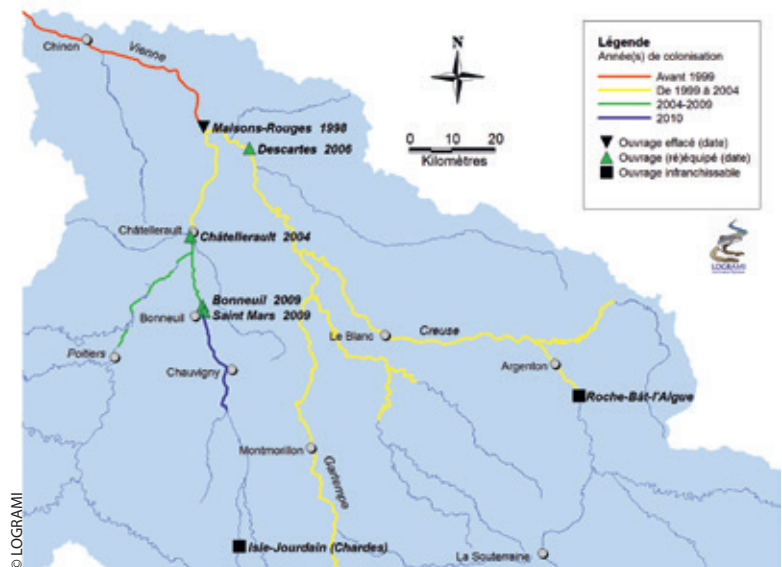 Chinon
Vienne
N
Maisons-Rouges 1998
Descartes 2006
0 10 20
Kilomètres
Légende
Année(s) de colonisation
Avant 1999
De 1999 à 2004
2004-2009
2010
Ouvrage effacé (date)
Ouvrage (ré)équipé (date)
Ouvrage infranchissable
LOGRAMI
Châtellerault
Châtellerault 2004
Bonneuil 2009
Bonneuil
Saint Mars 2009
Poitiers
Chauvigny
Le Blanc
Creuse
Argenton
Roche-Bât-l'Aigue
Montmorillon
Gartempe
Isle-Jourdain (Chardes)
La Souterraine
© LOGRAMI